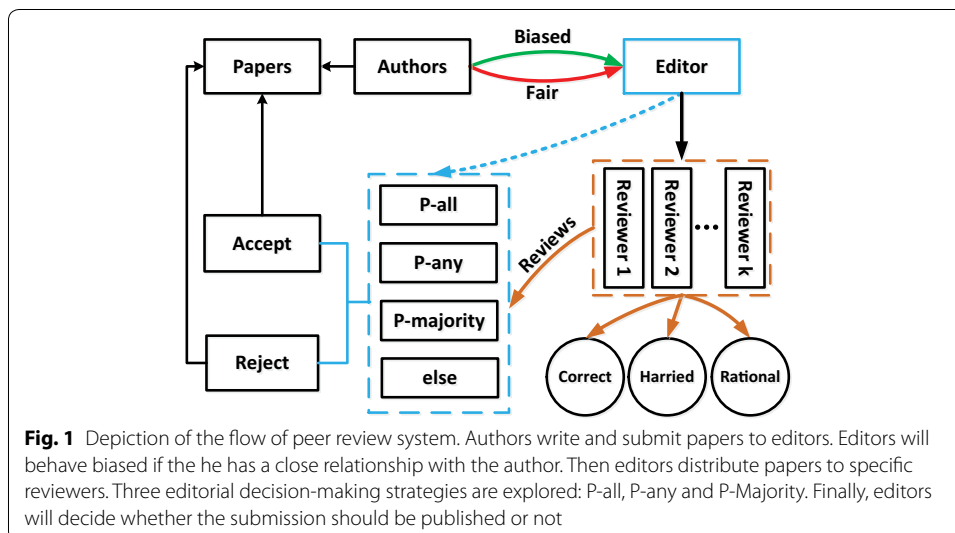 Biased
Papers
Authors
Editor
Fair
P-all
Reviewer 1
Reviewer 2
...
Reviewer k
Accept
Reviews
P-any
P-majority
Reject
else
Correct
Harried
Rational
Fig. 1 Depiction of the flow of peer review system. Authors write and submit papers to editors. Editors will
behave biased if the he has a close relationship with the author. Then editors distribute papers to specific
reviewers. Three editorial decision-making strategies are explored: P-all, P-any and P-Majority. Finally, editors
will decide whether the submission should be published or not